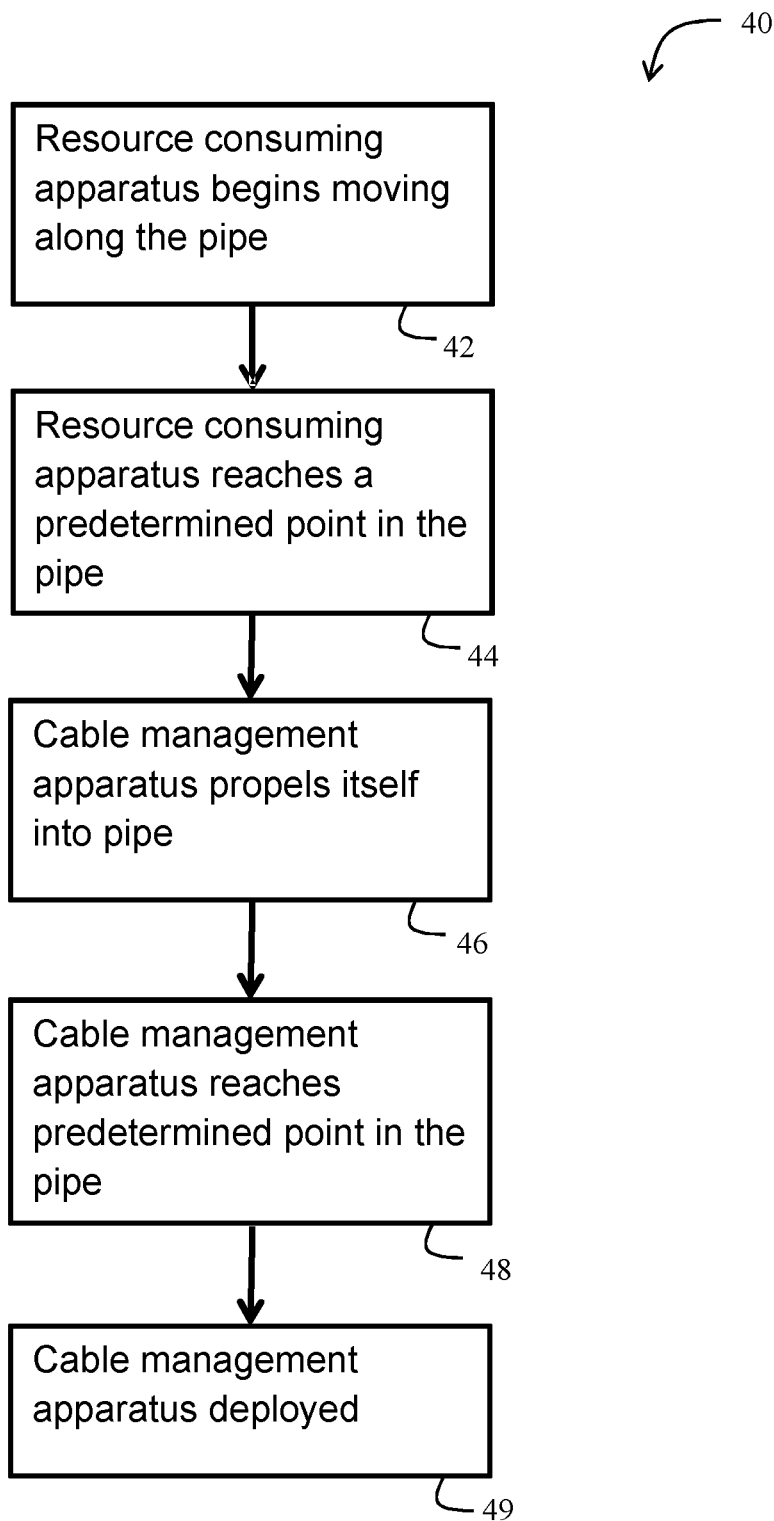 40
Resource consuming
apparatus begins moving
along the pipe
42
Resource consuming
apparatus reaches a
predetermined point in the
pipe
44
Cable management
apparatus propels itself
into pipe
46
Cable management
apparatus reaches
predetermined point in the
pipe
48
Cable management
apparatus deployed
49